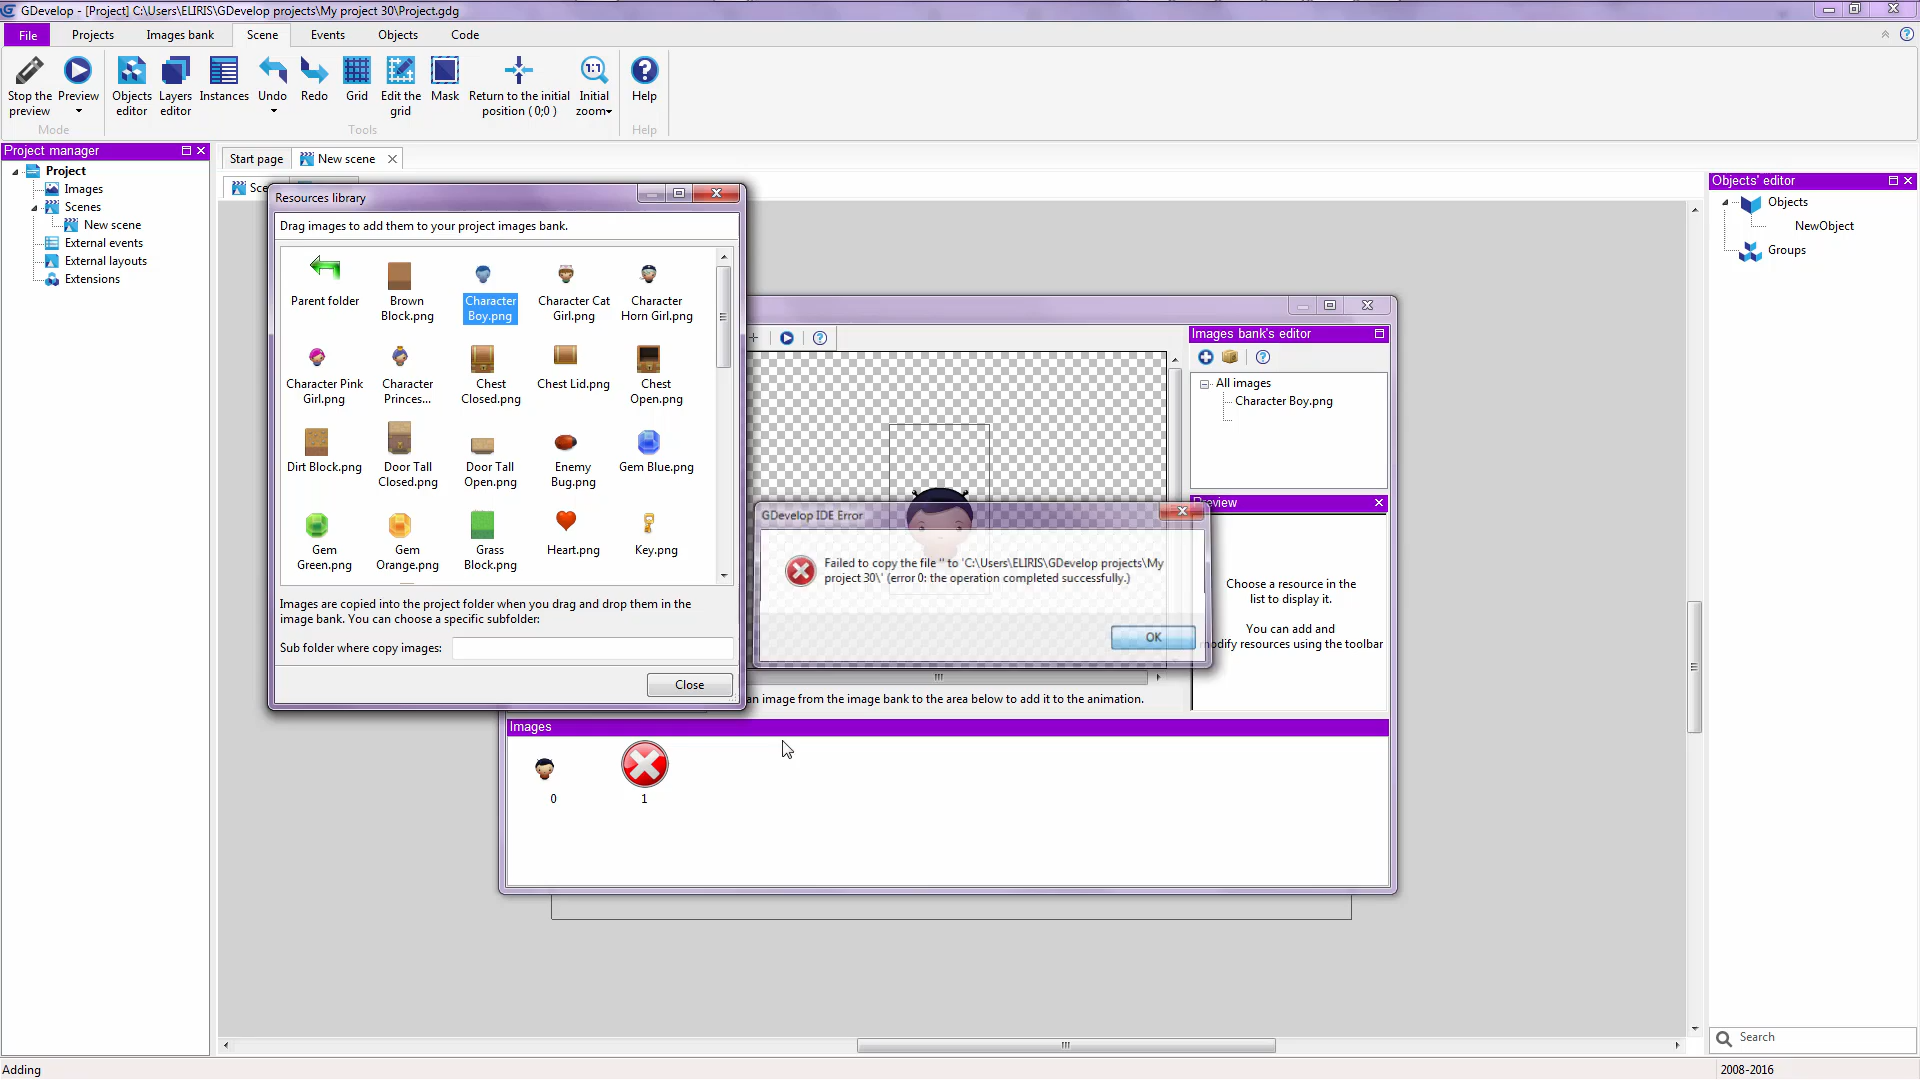 GDevelop - [Project] C:\Users\ELIRIS\GDevelop projects\My project 30\Project.gdg
File Projects Images bank Scene Events Objects Code
Stop the preview
Preview
Objects editor
Layers editor
Instances
Undo
Redo
Grid
Edit the grid
Mask
Return to the initial position ( 0;0 )
1:1
Initial zoom
Help
Mode Tools Help
Project manager
Project
Images
Scenes
New scene
External events
External layouts
Extensions
Start page New scene
Sce
Resources library
Drag images to add them to your project images bank.
Parent folder
Brown Block.png
Character Boy.png
Character Cat Girl.png
Character Horn Girl.png
Character Pink Girl.png
Character Princes...
Chest Closed.png
Chest Lid.png
Chest Open.png
Dirt Block.png
Door Tall Closed.png
Door Tall Open.png
Enemy Bug.png
Gem Blue.png
Gem Green.png
Gem Orange.png
Grass Block.png
Heart.png
Key.png
Images are copied into the project folder when you drag and drop them in the
image bank. You can choose a specific subfolder:
Sub folder where copy images:
Close
Images bank's editor
All images
Character Boy.png
Preview
Choose a resource in the
list to display it.
You can add and
modify resources using the toolbar
GDevelop IDE Error
Failed to copy the file '' to 'C:\Users\ELIRIS\GDevelop projects\My
project 30\' (error 0: the operation completed successfully.)
OK
an image from the image bank to the area below to add it to the animation.
Images
0 1
Objects' editor
Objects
NewObject
Groups
Search
Adding
2008-2016